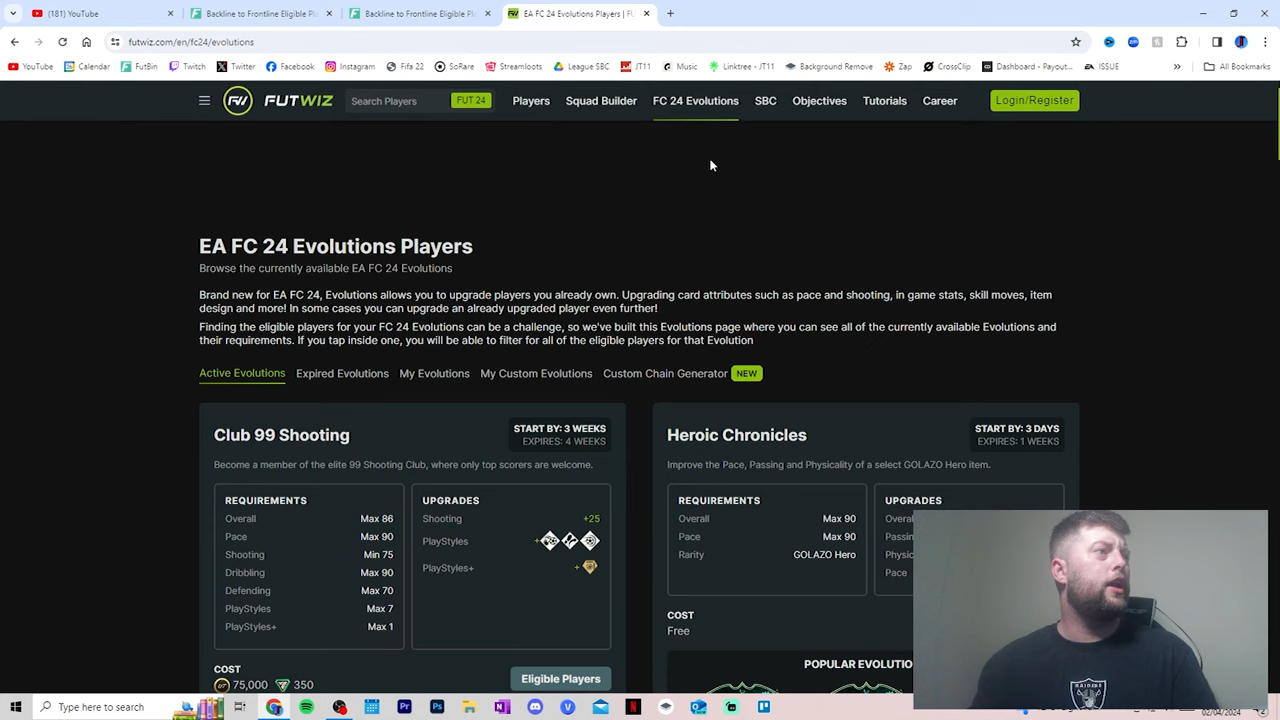 (181) YouTube
Backline to Frontline Eligible Pl
Backline to Frontline Eligible Pl
EA FC 24 Evolutions Players | FU
futwiz.com/en/fc24/evolutions
YouTube
Calendar
FutBin
Twitch
Twitter
Facebook
Instagram
Fifa 22
SoRare
Streamloots
League SBC
JT11
Music
Linktree - JT11
Background Remove
Zap
CrossClip
Dashboard - Payout...
ISSUE
»
All Bookmarks
FUTWIZ
Search Players
FUT 24
Players
Squad Builder
FC 24 Evolutions
SBC
Objectives
Tutorials
Career
Login/Register
EA FC 24 Evolutions Players
Browse the currently available EA FC 24 Evolutions
Brand new for EA FC 24, Evolutions allows you to upgrade players you already own. Upgrading card attributes such as pace and shooting, in game stats, skill moves, item
design and more! In some cases you can upgrade an already upgraded player even further!
Finding the eligible players for your FC 24 Evolutions can be a challenge, so we've built this Evolutions page where you can see all of the currently available Evolutions and
their requirements. If you tap inside one, you will be able to filter for all of the eligible players for that Evolution
Active Evolutions
Expired Evolutions
My Evolutions
My Custom Evolutions
Custom Chain Generator
NEW
Club 99 Shooting
START BY: 3 WEEKS
EXPIRES: 4 WEEKS
Become a member of the elite 99 Shooting Club, where only top scorers are welcome.
REQUIREMENTS
Overall Max 86
Pace Max 90
Shooting Min 75
Dribbling Max 90
Defending Max 70
PlayStyles Max 7
PlayStyles+ Max 1
UPGRADES
Shooting +25
PlayStyles +
PlayStyles+ +
COST
75,000 350
Eligible Players
Heroic Chronicles
START BY: 3 DAYS
EXPIRES: 1 WEEK
Improve the Pace, Passing and Physicality of a select GOLAZO Hero item.
REQUIREMENTS
Overall Max 90
Pace Max 90
Rarity GOLAZO Hero
UPGRADES
Pace
COST
Free
POPULAR
RAIDERS
Type here to search
02/04/2024